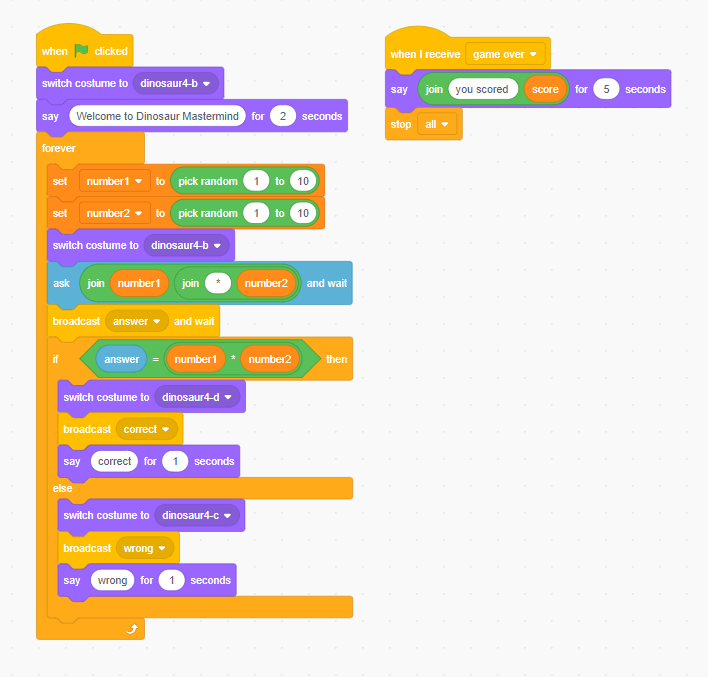 when clicked
switch costume to dinosaur4-b
say Welcome to Dinosaur Mastermind for 2 seconds
forever
set number1 to pick random 1 to 10
set number2 to pick random 1 to 10
switch costume to dinosaur4-b
ask join number1 join * number2 and wait
broadcast answer and wait
if answer = number1 * number2 then
switch costume to dinosaur4-d
broadcast correct
say correct for 1 seconds
else
switch costume to dinosaur4-c
broadcast wrong
say wrong for 1 seconds
when I receive game over
say join you scored score for 5 seconds
stop all